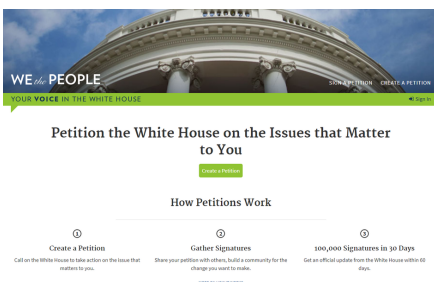 WE the PEOPLE
SIGN A PETITION CREATE A PETITION
YOUR VOICE IN THE WHITE HOUSE
Sign In
Petition the White House on the Issues that Matter
to You
Create a Petition
How Petitions Work
1
2
3
Create a Petition
Gather Signatures
100,000 Signatures in 30 Days
Call on the White House to take action on the issue that
matters to you.
Share your petition with others, build a community for the
change you want to make.
Get an official update from the White House within 60
days.